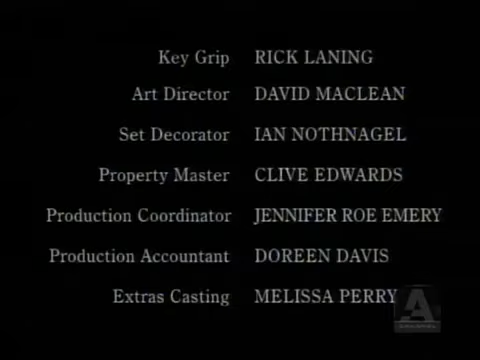 Key Grip RICK LANING
Art Director DAVID MACLEAN
Set Decorator IAN NOTHNAGEL
Property Master CLIVE EDWARDS
Production Coordinator JENNIFER ROE EMERY
Production Accountant DOREEN DAVIS
Extras Casting MELISSA PERRY
A